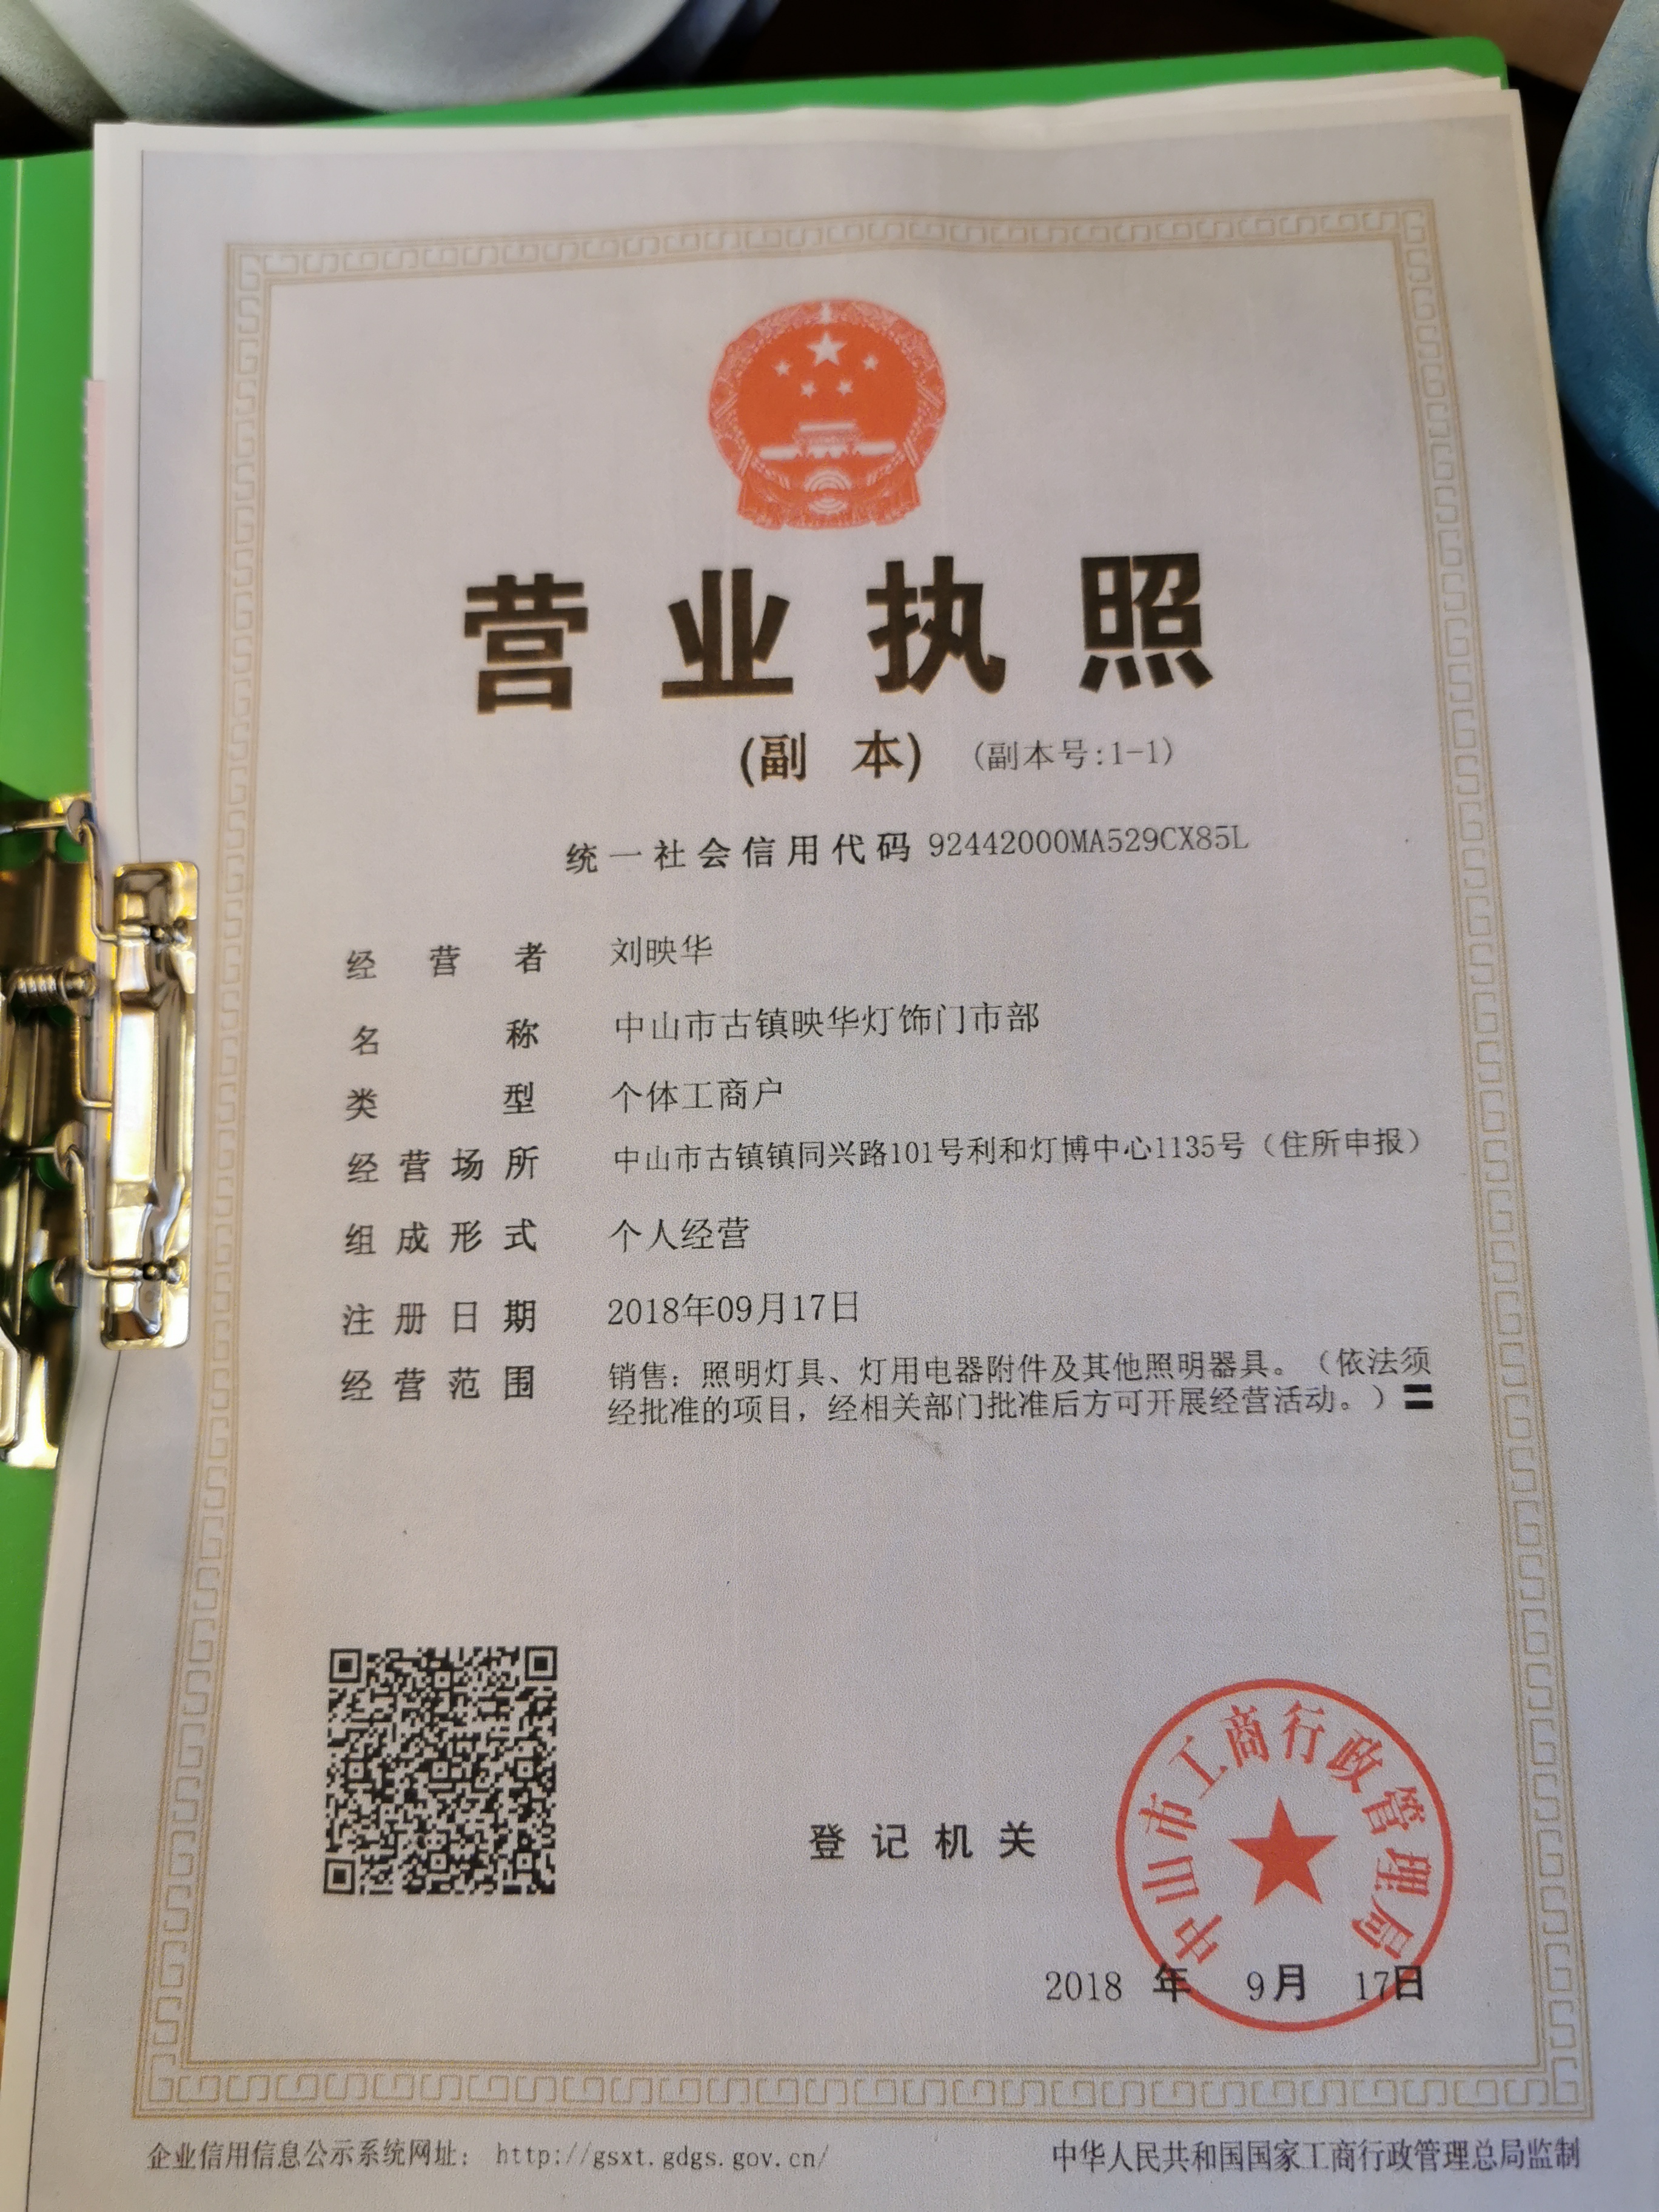 营业执照
(副本) (副本号:1-1)
统一社会信用代码 92442000MA529CX85L
经营者 刘映华
名称 中山市古镇映华灯饰门市部
类型 个体工商户
经营场所 中山市古镇镇同兴路101号利和灯博中心1135号（住所申报）
组成形式 个人经营
注册日期 2018年09月17日
经营范围 销售：照明灯具、灯用电器附件及其他照明器具。（依法须
经批准的项目，经相关部门批准后方可开展经营活动。）〓
中山市工商行政管理局
登记机关
2018 年 9月 17日
企业信用信息公示系统网址： http://gsxt.gdgs.gov.cn/ 中华人民共和国国家工商行政管理总局监制